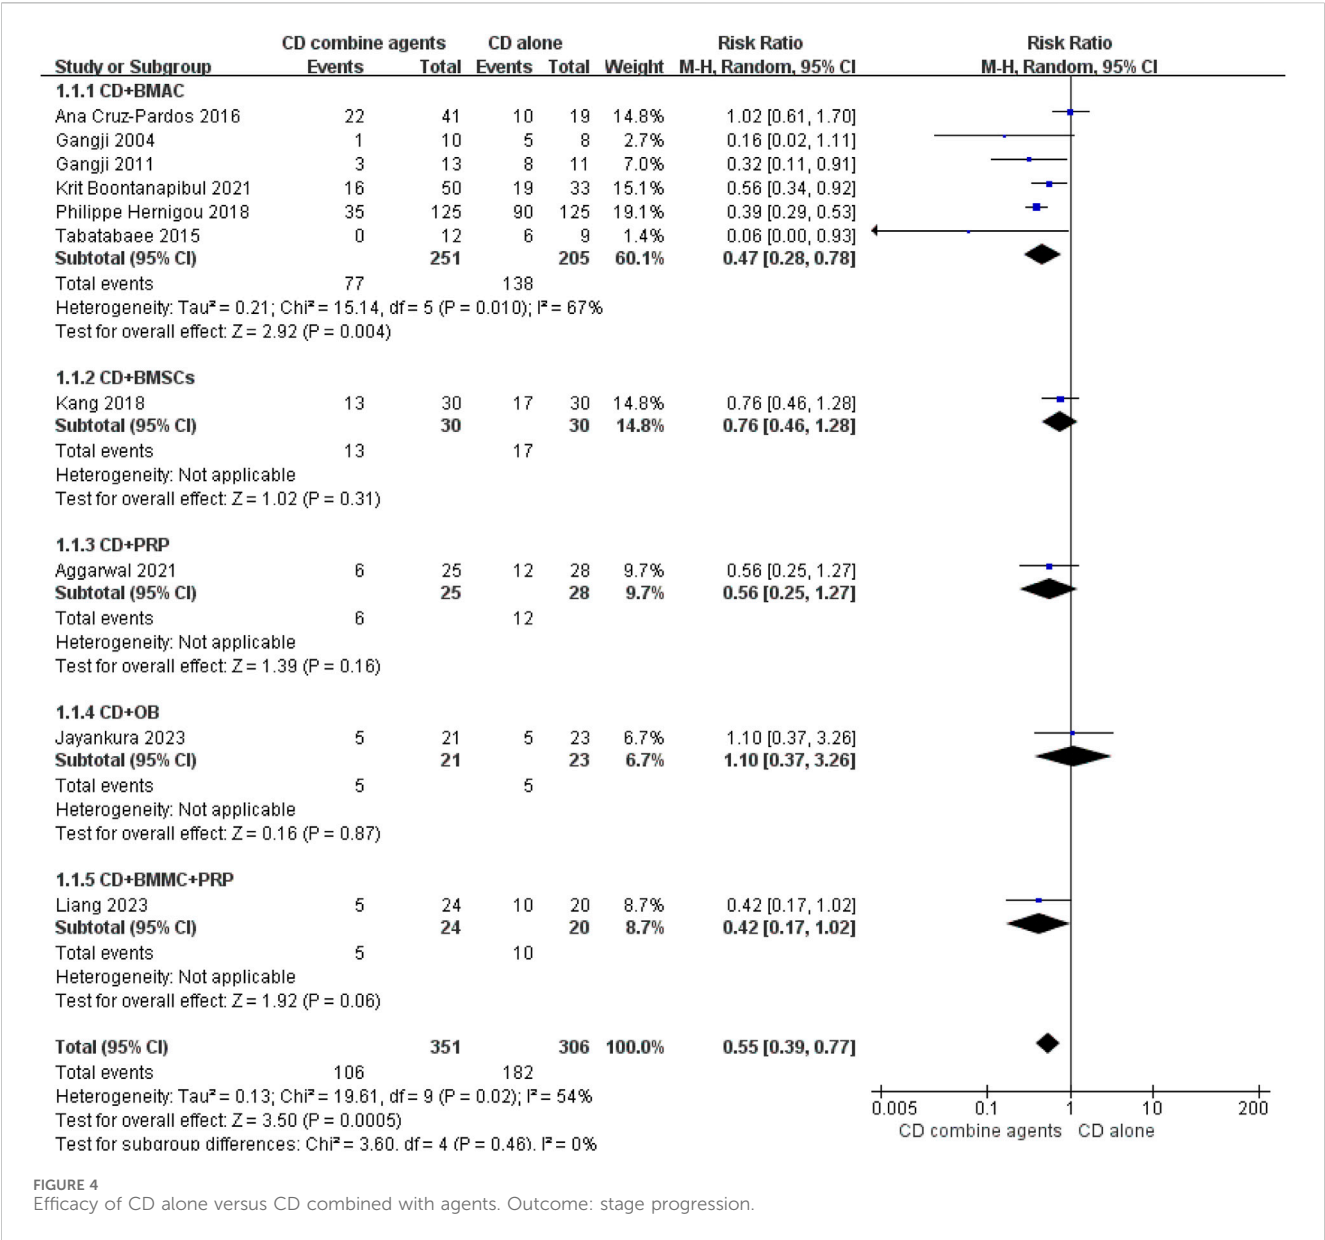 CD combine agents CD alone Risk Ratio Risk Ratio
Study or Subgroup Events Total Events Total Weight M-H, Random, 95% CI M-H, Random, 95% CI
1.1.1 CD+BMAC
Ana Cruz-Pardos 2016 22 41 10 19 14.8% 1.02 [0.61, 1.70]
Gangji 2004 1 10 5 8 2.7% 0.16 [0.02, 1.11]
Gangji 2011 3 13 8 11 7.0% 0.32 [0.11, 0.91]
Krit Boontanapibul 2021 16 50 19 33 15.1% 0.56 [0.34, 0.92]
Philippe Hernigou 2018 35 125 90 125 19.1% 0.39 [0.29, 0.53]
Tabatabaee 2015 0 12 6 9 1.4% 0.06 [0.00, 0.93]
Subtotal (95% CI) 251 205 60.1% 0.47 [0.28, 0.78]
Total events 77 138
Heterogeneity: Tau² = 0.21; Chi² = 15.14, df = 5 (P = 0.010); I² = 67%
Test for overall effect: Z = 2.92 (P = 0.004)
1.1.2 CD+BMSCs
Kang 2018 13 30 17 30 14.8% 0.76 [0.46, 1.28]
Subtotal (95% CI) 30 30 14.8% 0.76 [0.46, 1.28]
Total events 13 17
Heterogeneity: Not applicable
Test for overall effect: Z = 1.02 (P = 0.31)
1.1.3 CD+PRP
Aggarwal 2021 6 25 12 28 9.7% 0.56 [0.25, 1.27]
Subtotal (95% CI) 25 28 9.7% 0.56 [0.25, 1.27]
Total events 6 12
Heterogeneity: Not applicable
Test for overall effect: Z = 1.39 (P = 0.16)
1.1.4 CD+OB
Jayankura 2023 5 21 5 23 6.7% 1.10 [0.37, 3.26]
Subtotal (95% CI) 21 23 6.7% 1.10 [0.37, 3.26]
Total events 5 5
Heterogeneity: Not applicable
Test for overall effect: Z = 0.16 (P = 0.87)
1.1.5 CD+BMMC+PRP
Liang 2023 5 24 10 20 8.7% 0.42 [0.17, 1.02]
Subtotal (95% CI) 24 20 8.7% 0.42 [0.17, 1.02]
Total events 5 10
Heterogeneity: Not applicable
Test for overall effect: Z = 1.92 (P = 0.06)
Total (95% CI) 351 306 100.0% 0.55 [0.39, 0.77]
Total events 106 182
Heterogeneity: Tau² = 0.13; Chi² = 19.61, df = 9 (P = 0.02); I² = 54%
Test for overall effect: Z = 3.50 (P = 0.0005)
Test for subgroup differences: Chi² = 3.60, df = 4 (P = 0.46), I² = 0%
0.005 0.1 1 10 200
CD combine agents CD alone
FIGURE 4
Efficacy of CD alone versus CD combined with agents. Outcome: stage progression.